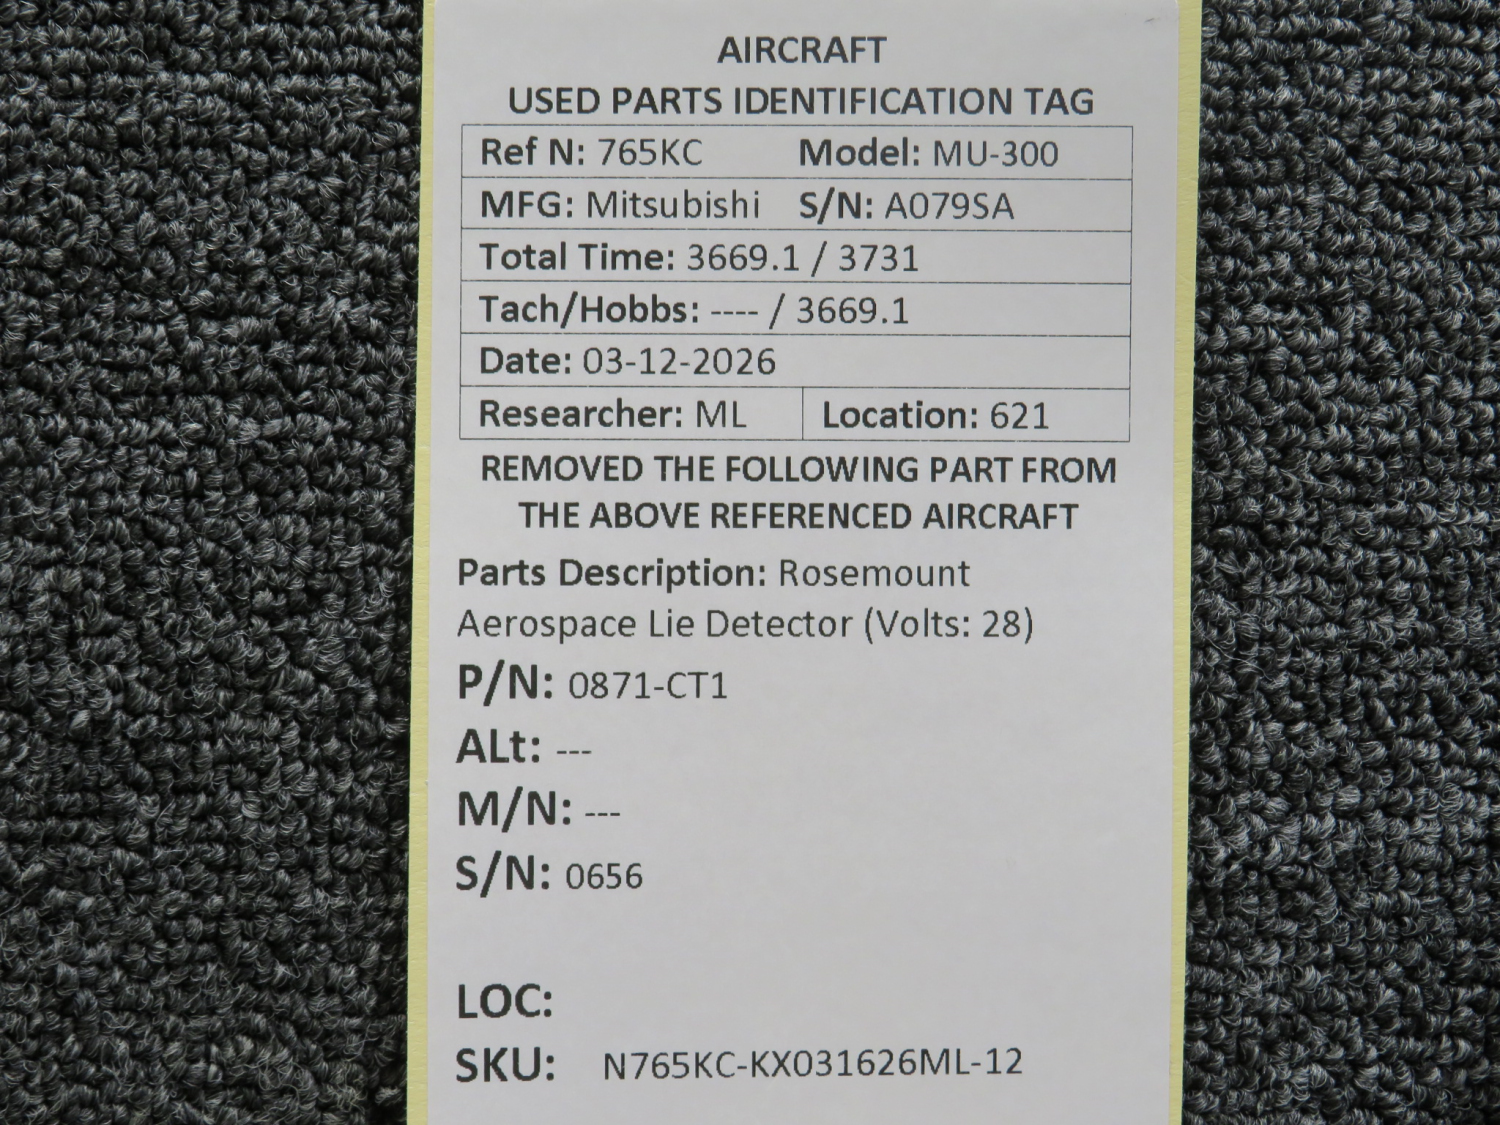 AIRCRAFT
USED PARTS IDENTIFICATION TAG
Ref N: 765KC Model: MU-300
MFG: Mitsubishi S/N: A079SA
Total Time: 3669.1 / 3731
Tach/Hobbs: ---- / 3669.1
Date: 03-12-2026
Researcher: ML Location: 621
REMOVED THE FOLLOWING PART FROM
THE ABOVE REFERENCED AIRCRAFT
Parts Description: Rosemount
Aerospace Lie Detector (Volts: 28)
P/N: 0871-CT1
ALt: ---
M/N: ---
S/N: 0656
LOC:
SKU: N765KC-KX031626ML-12